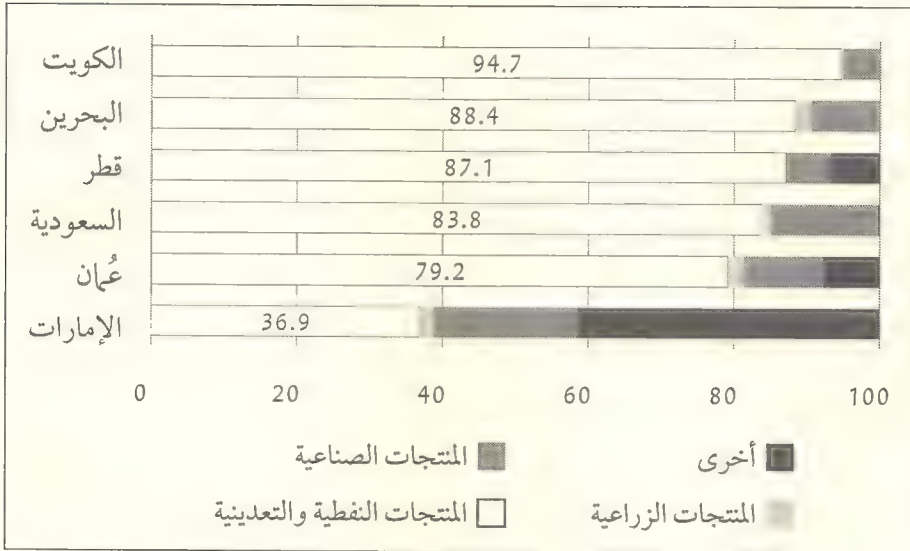 الكويت 94.7
البحرين 88.4
قطر 87.1
السعودية 83.8
عُمان 79.2
الإمارات 36.9
0 20 40 60 80 100
أخرى المنتجات الصناعية
المنتجات الزراعية المنتجات النفطية والتعدينية